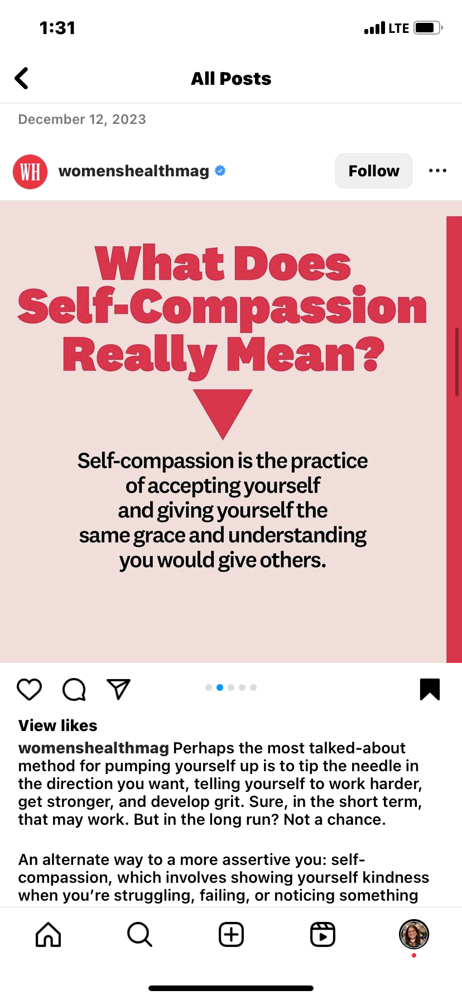 1:31
LTE
All Posts
December 12, 2023
WH
womenshealthmag
Follow
What Does
Self-Compassion
Really Mean?
Self-compassion is the practice
of accepting yourself
and giving yourself the
same grace and understanding
you would give others.
View likes
womenshealthmag Perhaps the most talked-about
method for pumping yourself up is to tip the needle in
the direction you want, telling yourself to work harder,
get stronger, and develop grit. Sure, in the short term,
that may work. But in the long run? Not a chance.
An alternate way to a more assertive you: self-
compassion, which involves showing yourself kindness
when you’re struggling, failing, or noticing something